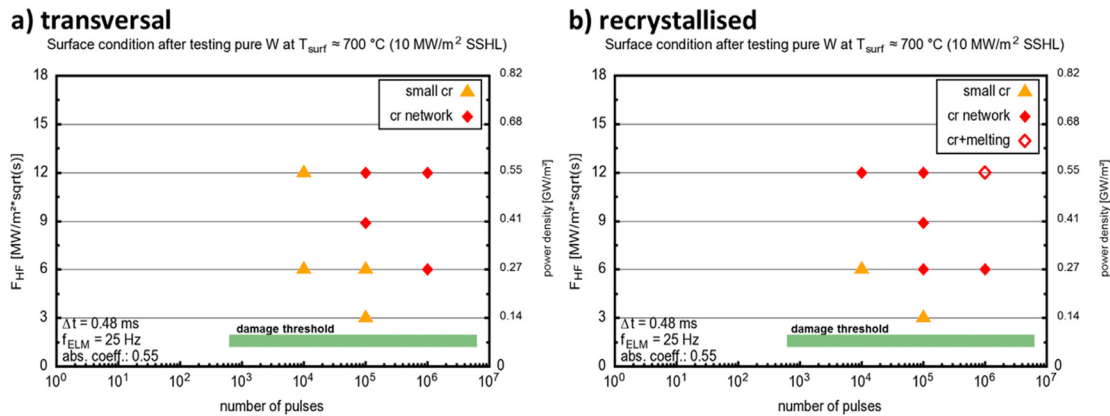 a) transversal
Surface condition after testing pure W at Tsurf ≈ 700 °C (10 MW/m² SSHL)
18
15
12
9
6
3
0
F_HF [MW/m²*sqrt(s)]
0.82
0.68
0.55
0.41
0.27
0.14
0
power density [GW/m²]
small cr
cr network
damage threshold
Δt = 0.48 ms
f_ELM = 25 Hz
abs. coeff.: 0.55
10⁰ 10¹ 10² 10³ 10⁴ 10⁵ 10⁶ 10⁷
number of pulses
b) recrystallised
Surface condition after testing pure W at Tsurf ≈ 700 °C (10 MW/m² SSHL)
18
15
12
9
6
3
0
F_HF [MW/m²*sqrt(s)]
0.82
0.68
0.55
0.41
0.27
0.14
0
power density [GW/m²]
small cr
cr network
cr+melting
damage threshold
Δt = 0.48 ms
f_ELM = 25 Hz
abs. coeff.: 0.55
10⁰ 10¹ 10² 10³ 10⁴ 10⁵ 10⁶ 10⁷
number of pulses